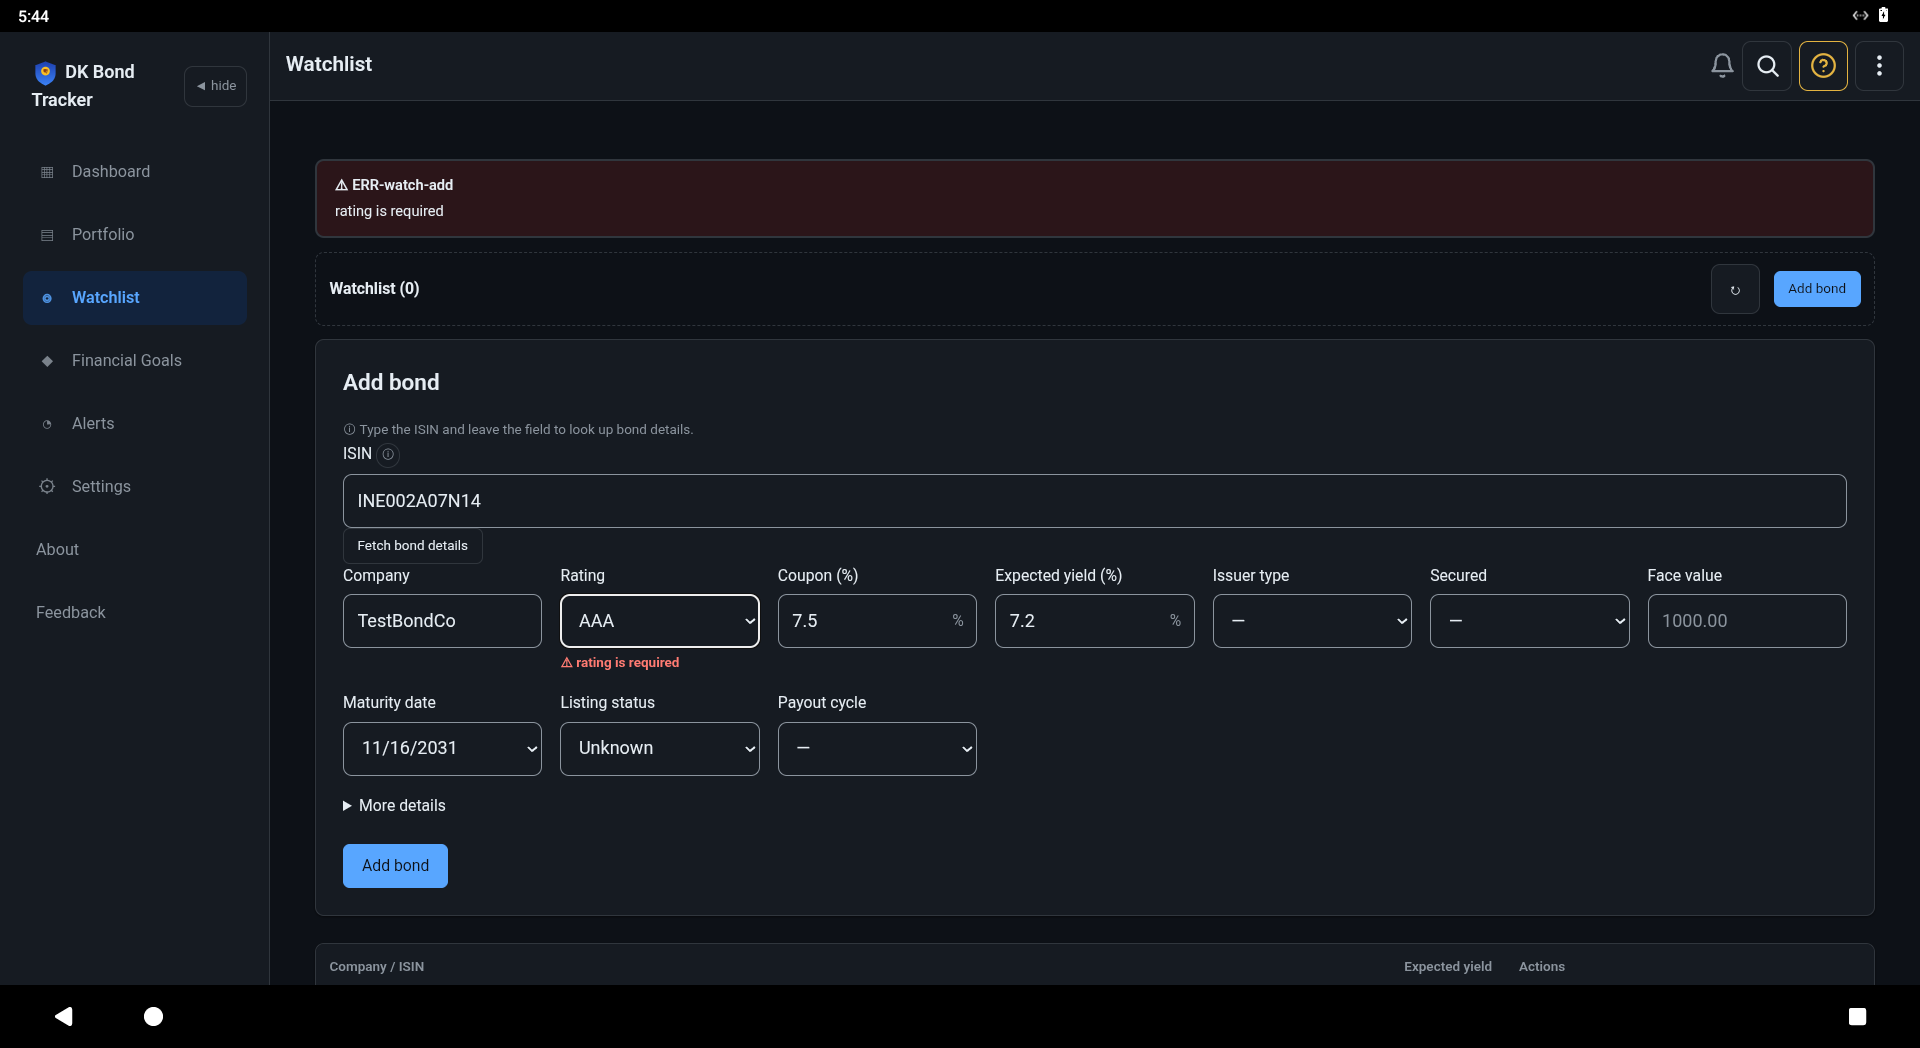 5:44
DK Bond
Tracker
◄ hide
Watchlist
Dashboard
Portfolio
Watchlist
Financial Goals
Alerts
Settings
About
Feedback
⚠ ERR-watch-add
rating is required
Watchlist (0)
Add bond
Add bond
ⓘ Type the ISIN and leave the field to look up bond details.
ISIN ⓘ
INE002A07N14
Fetch bond details
Company Rating Coupon (%) Expected yield (%) Issuer type Secured Face value
TestBondCo AAA 7.5 % 7.2 % — — 1000.00
⚠ rating is required
Maturity date Listing status Payout cycle
11/16/2031 Unknown —
▶ More details
Add bond
Company / ISIN Expected yield Actions